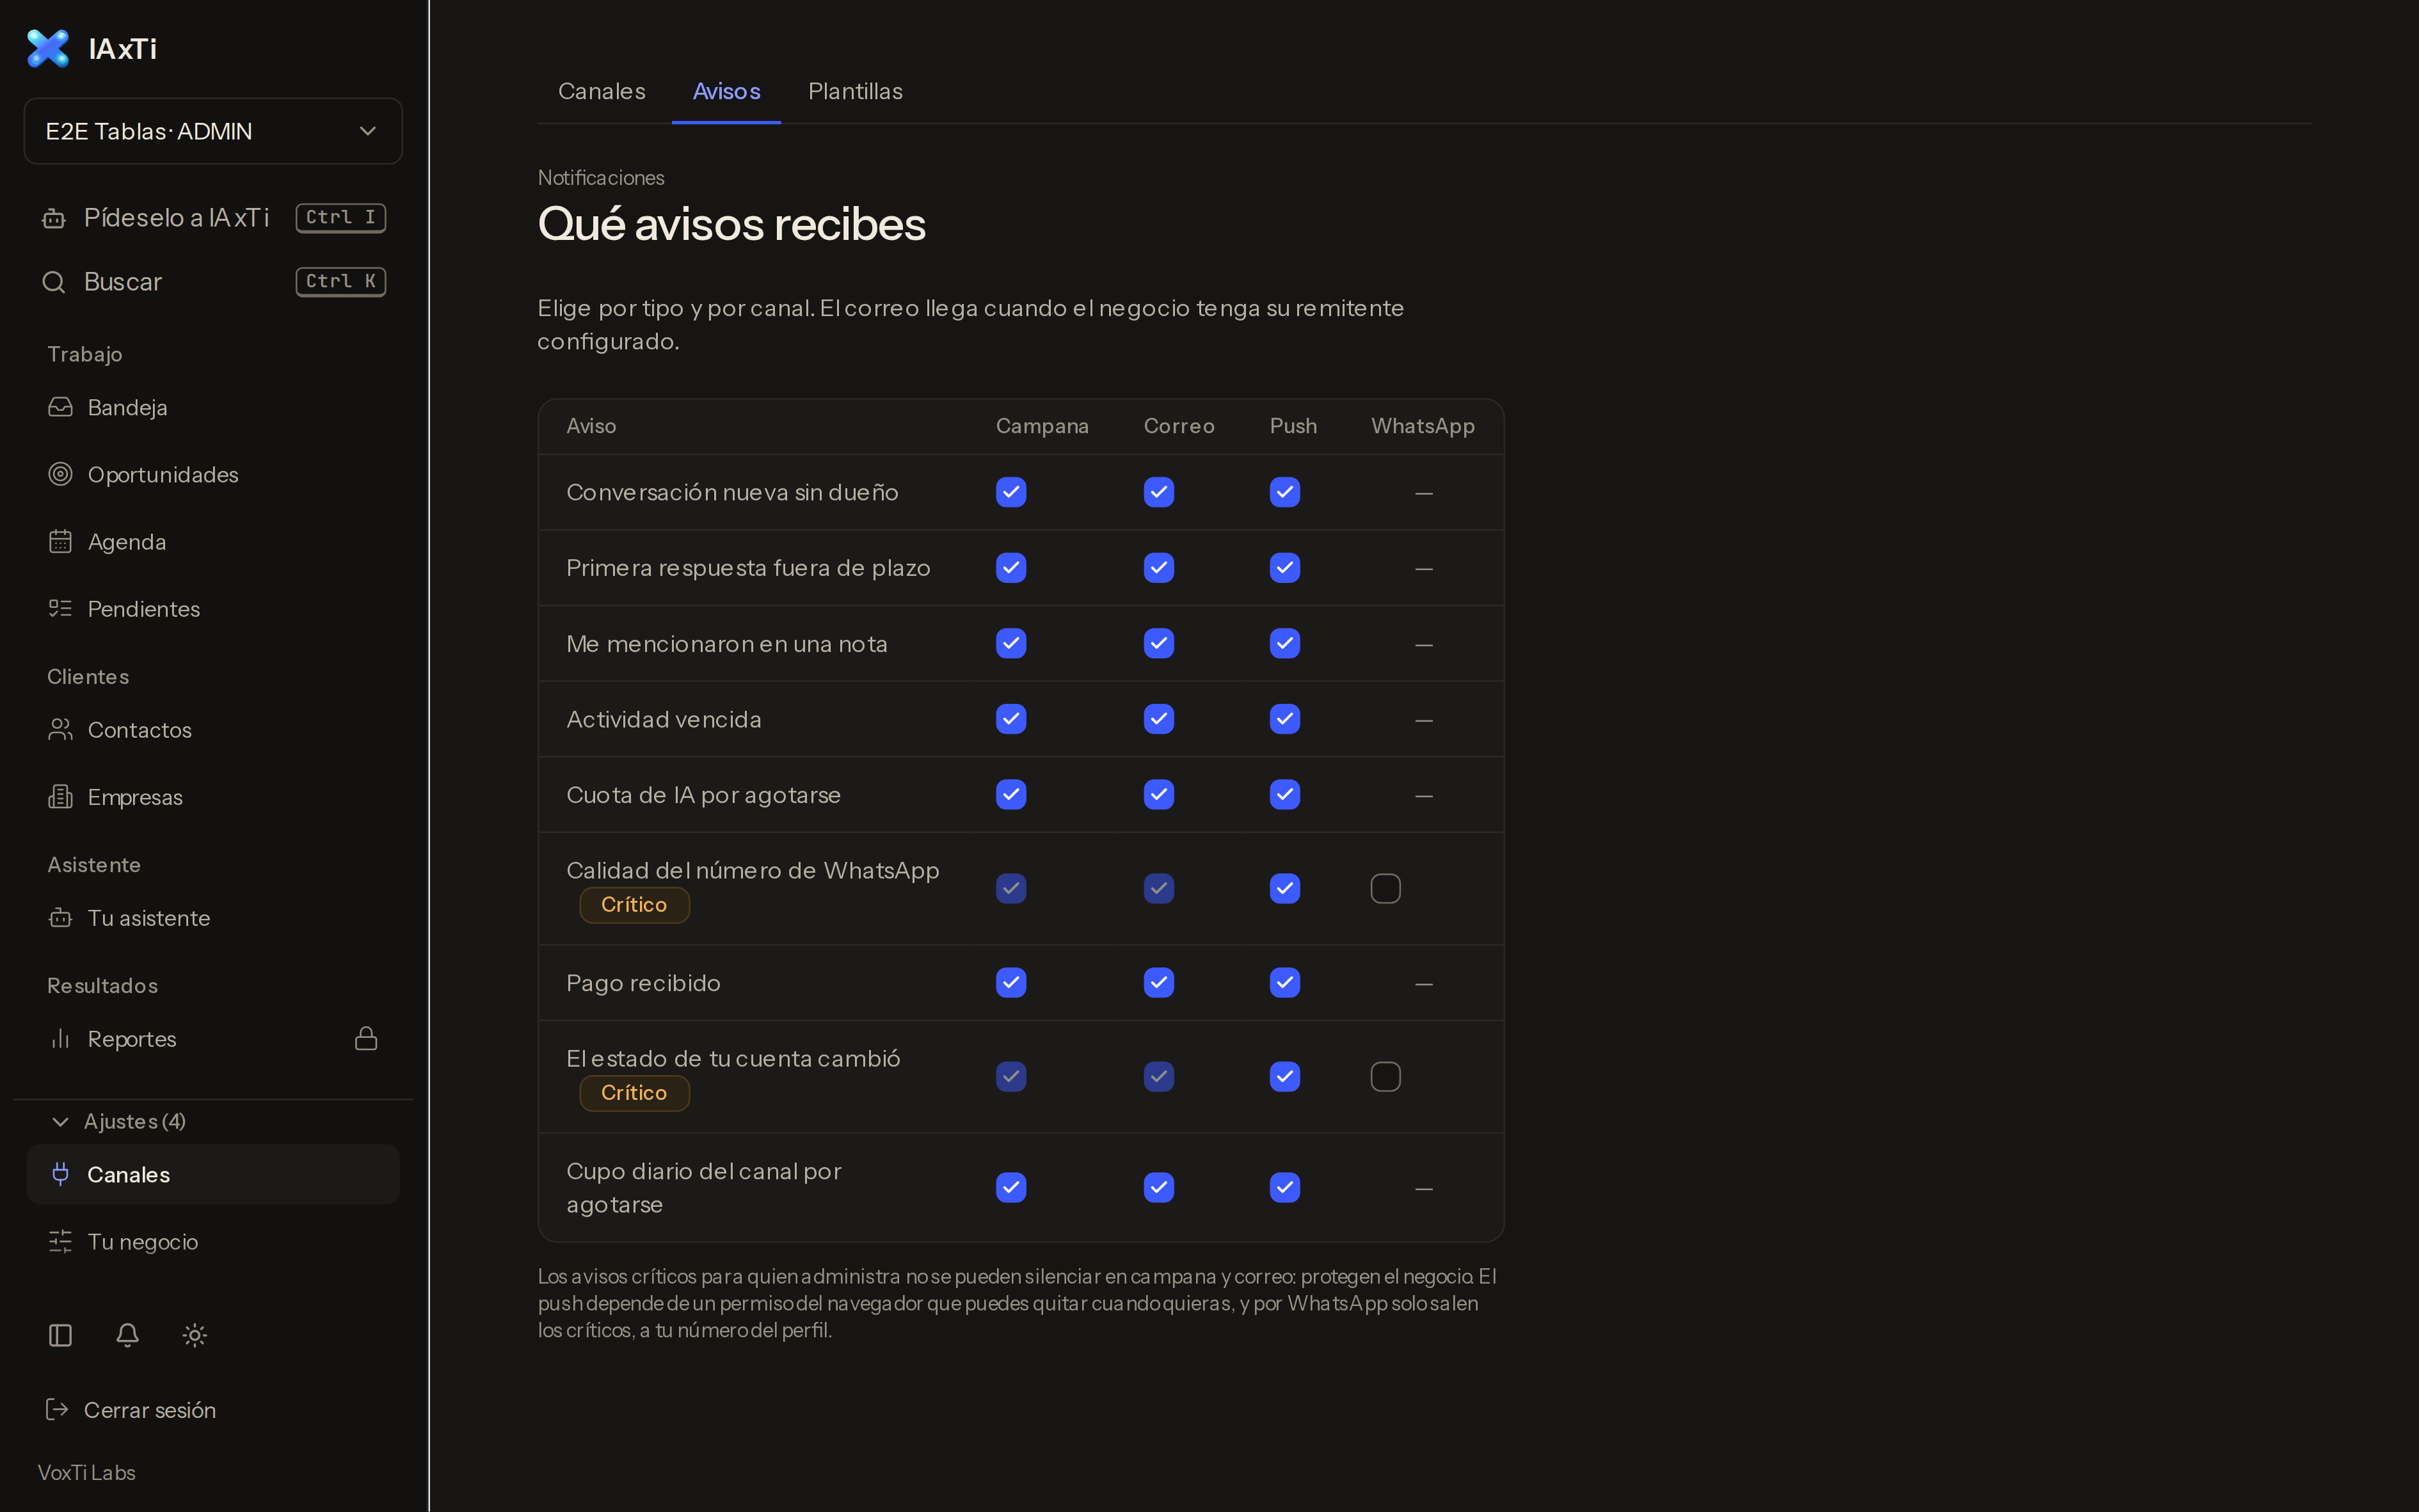 IAxTi
E2E Tablas · ADMIN
Pídeselo a IAxTi Ctrl I
Buscar Ctrl K
Trabajo
Bandeja
Oportunidades
Agenda
Pendientes
Clientes
Contactos
Empresas
Asistente
Tu asistente
Resultados
Reportes
Ajustes (4)
Canales
Tu negocio
Cerrar sesión
VoxTi Labs
Canales Avisos Plantillas
Notificaciones
Qué avisos recibes
Elige por tipo y por canal. El correo llega cuando el negocio tenga su remitente
configurado.
Aviso Campana Correo Push WhatsApp
Conversación nueva sin dueño —
Primera respuesta fuera de plazo —
Me mencionaron en una nota —
Actividad vencida —
Cuota de IA por agotarse —
Calidad del número de WhatsApp
Crítico
Pago recibido —
El estado de tu cuenta cambió
Crítico
Cupo diario del canal por
agotarse —
Los avisos críticos para quien administra no se pueden silenciar en campana y correo: protegen el negocio. El
push depende de un permiso del navegador que puedes quitar cuando quieras, y por WhatsApp solo salen
los críticos, a tu número del perfil.